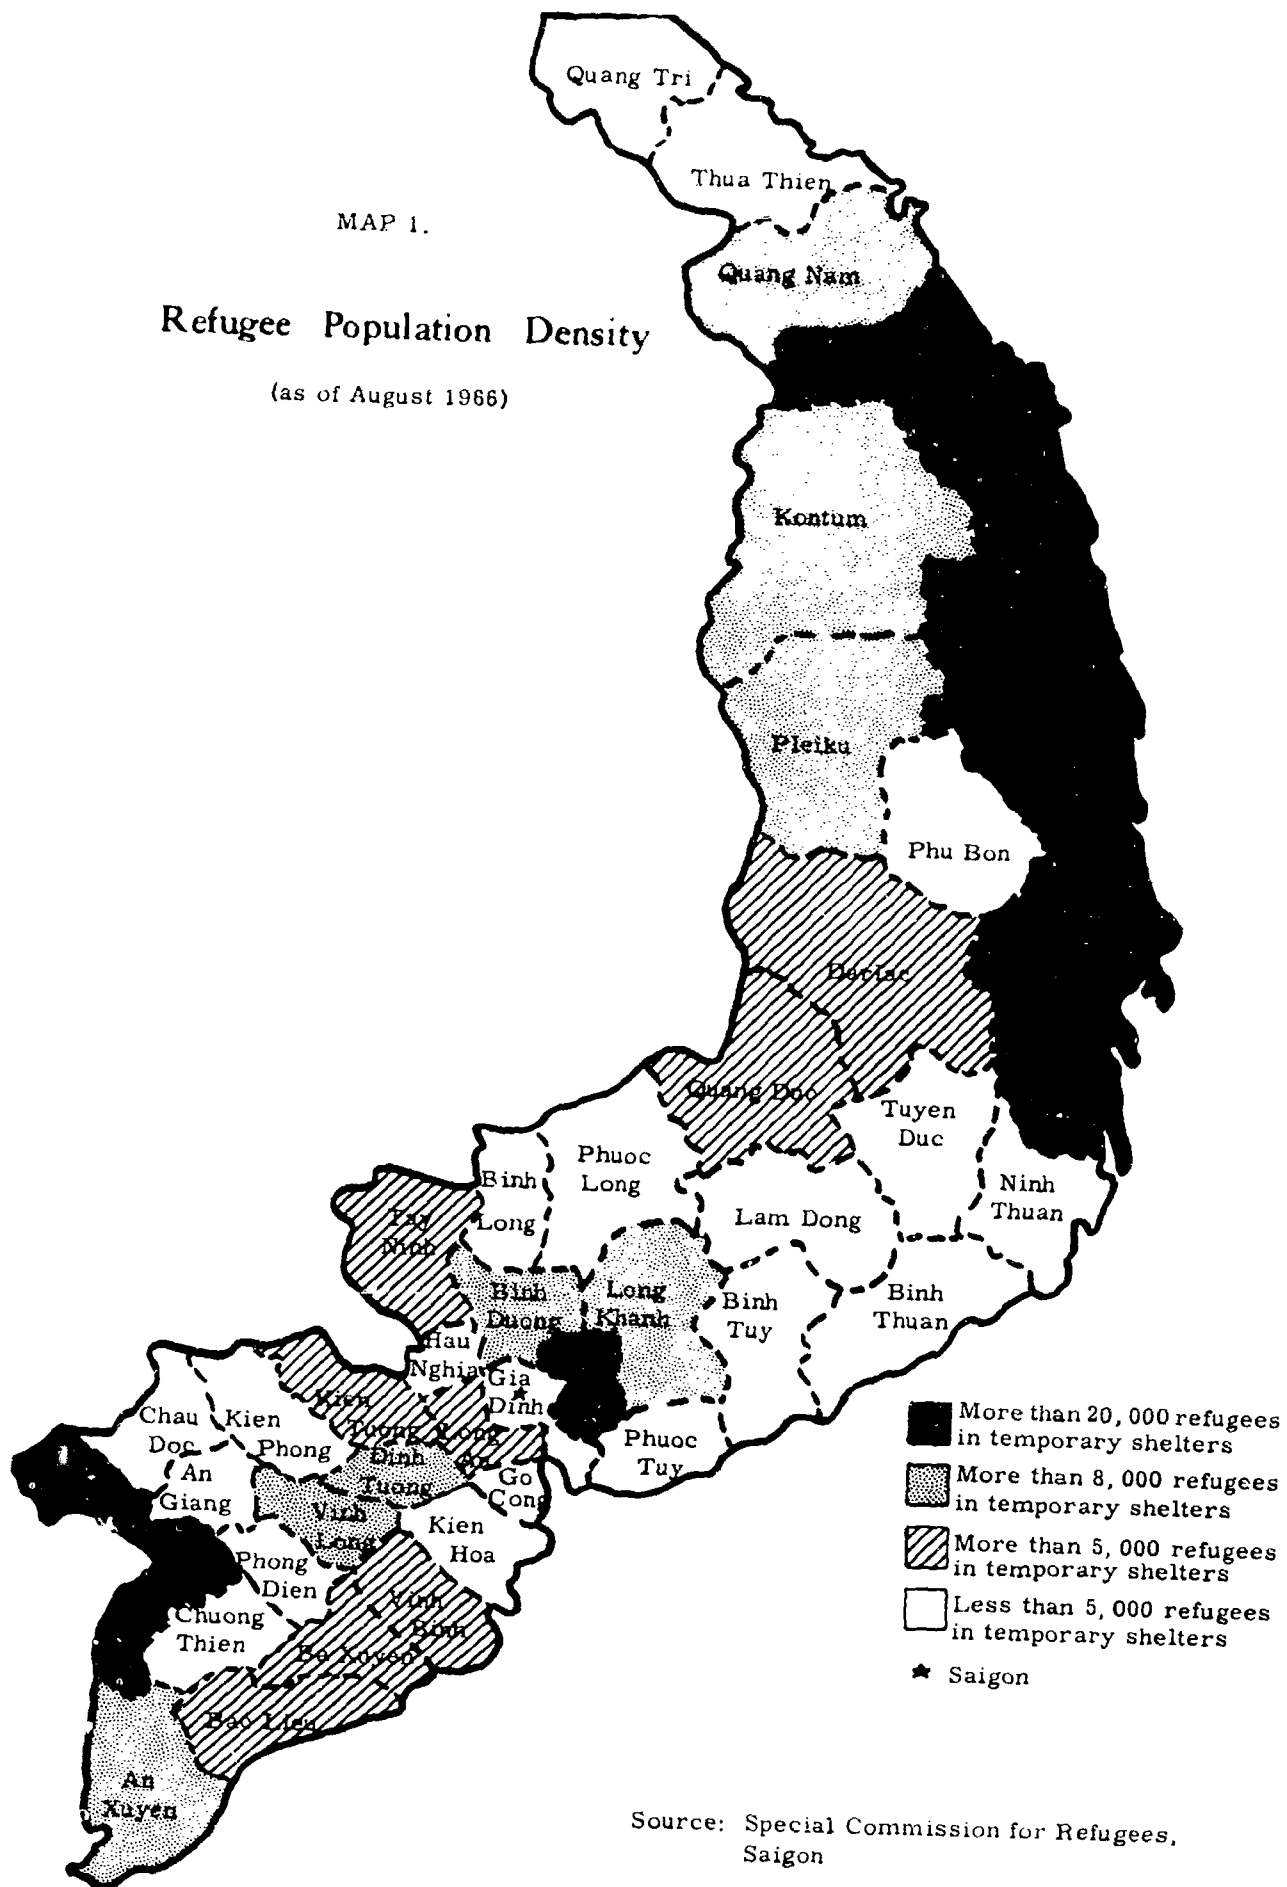 MAP 1.
Refugee Population Density
(as of August 1966)
Quang Tri
Thua Thien
Quang Nam
Kontum
Pleiku
Phu Bon
Darlac
Quang Duc
Tuyen
Duc
Ninh
Thuan
Phuoc
Long
Binh
Long
Lam Dong
Tay
Ninh
Binh
Duong
Long
Khanh
Binh
Tuy
Binh
Thuan
Hau
Nghia
Gia
Dinh
Phuoc
Tuy
Kien
Tuong
Long
An
Chau
Doc
Kien
Phong
Dinh
Tuong
An
Giang
Go
Cong
Vinh
Long
Kien
Hoa
Phong
Dien
Vinh
Binh
Chuong
Thien
Ba Xuyen
Bac Lieu
An
Xuyen
More than 20,000 refugees
in temporary shelters
More than 8,000 refugees
in temporary shelters
More than 5,000 refugees
in temporary shelters
Less than 5,000 refugees
in temporary shelters
Saigon
Source: Special Commission for Refugees,
Saigon